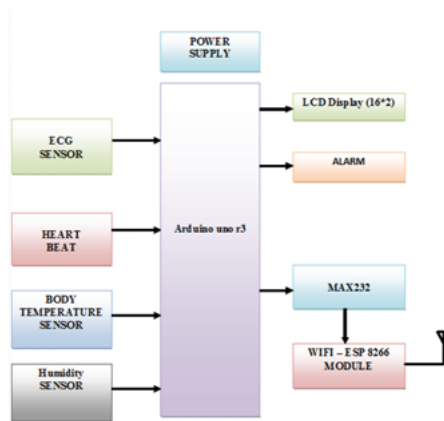 POWER
SUPPLY
LCD Display (16*2)
ECG
SENSOR
ALARM
HEART
BEAT
Arduino uno r3
MAX232
BODY
TEMPERATURE
SENSOR
WIFI – ESP 8266
MODULE
Humidity
SENSOR